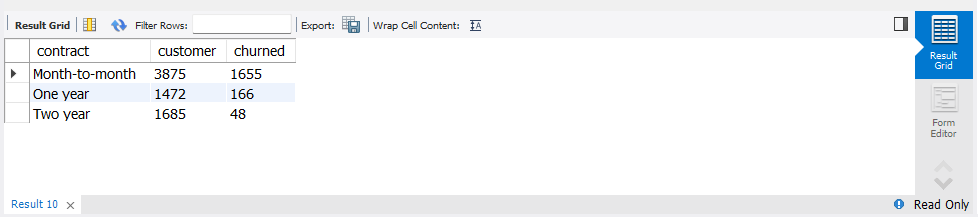 Result Grid Filter Rows: Export: Wrap Cell Content:
contract customer churned
Month-to-month 3875 1655
One year 1472 166
Two year 1685 48
Result Grid
Form Editor
Result 10 Read Only